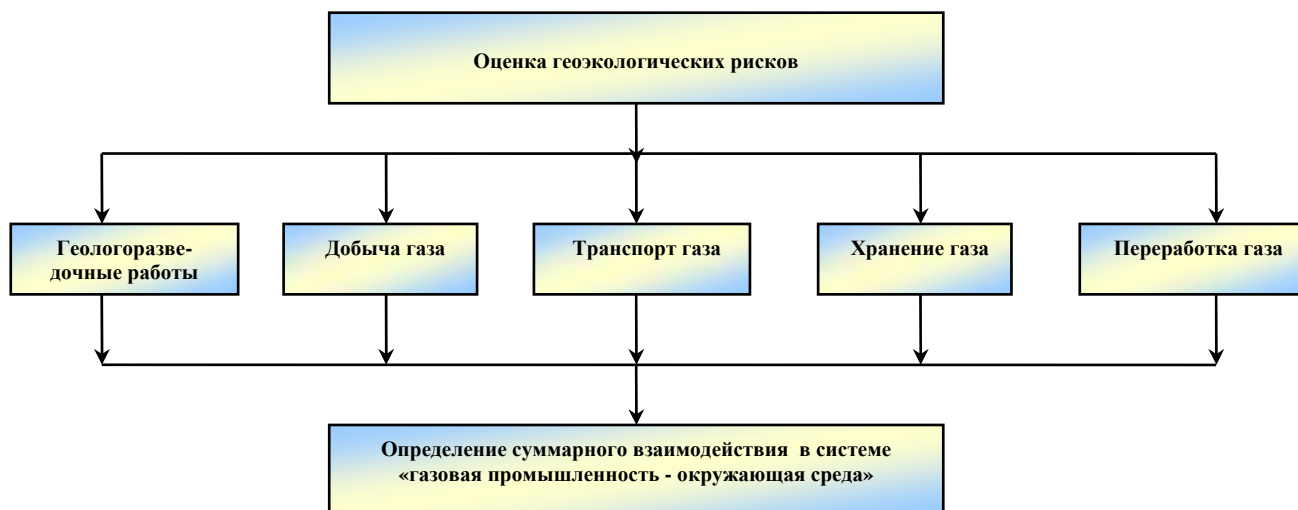 Оценка геоэкологических рисков
Геологоразве-
дочные работы
Добыча газа
Транспорт газа
Хранение газа
Переработка газа
Определение суммарного взаимодействия в системе
«газовая промышленность - окружающая среда»